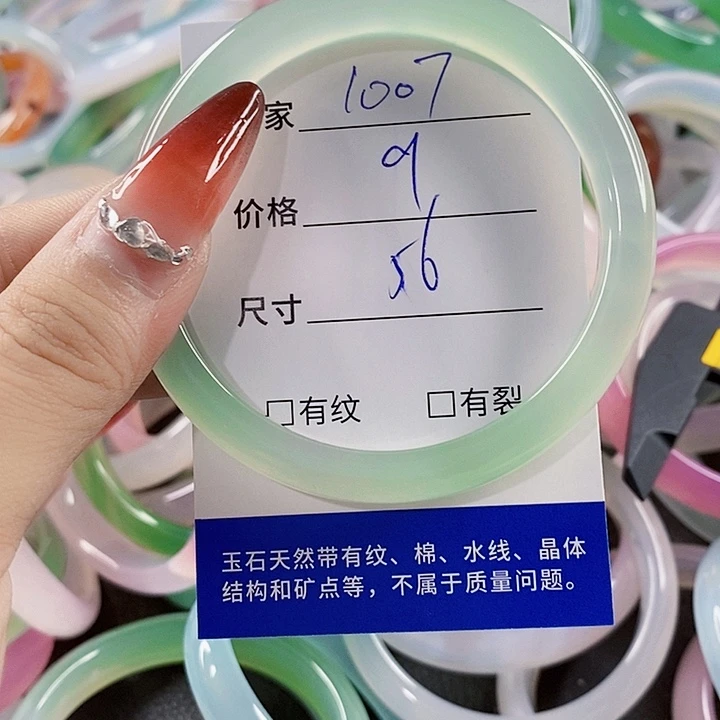 家 1007
价格 9
尺寸 56
□有纹 □有裂
玉石天然带有纹、棉、水线、晶体
结构和矿点等，不属于质量问题。